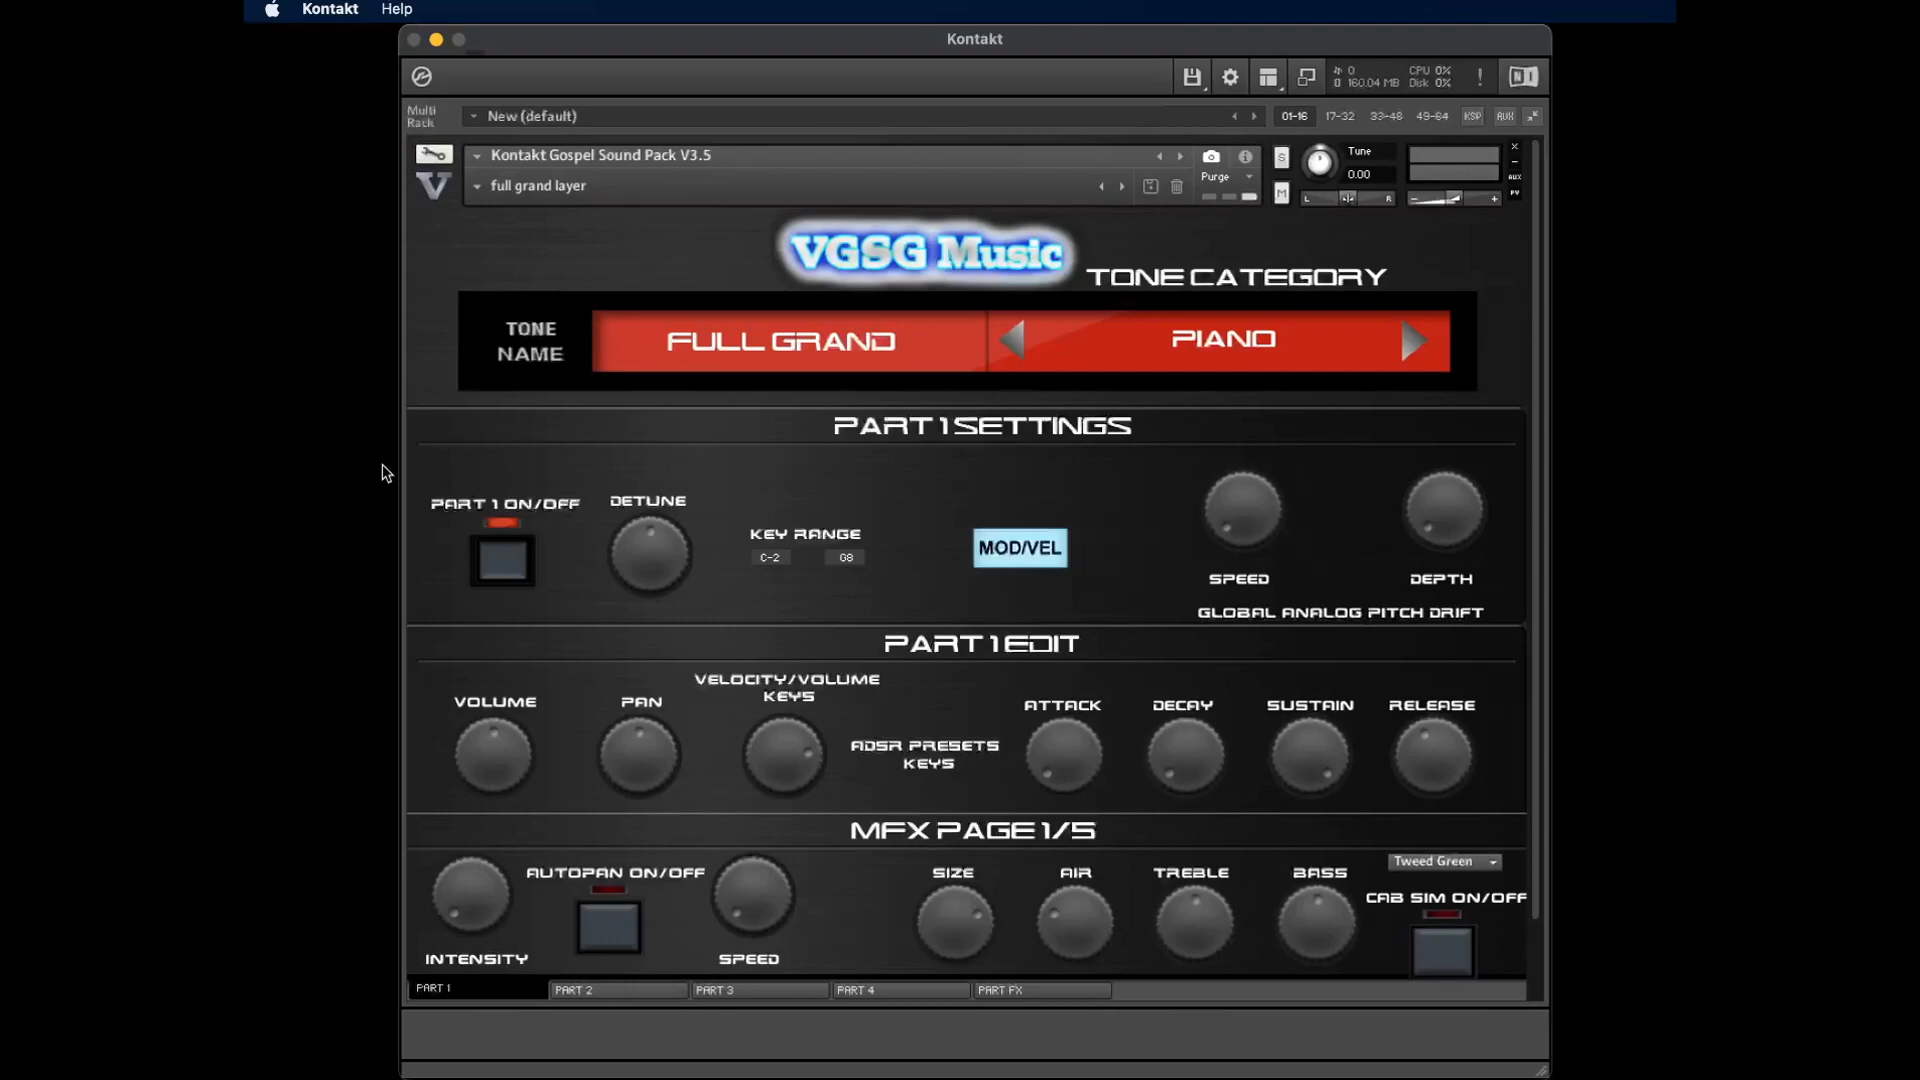 Kontakt Help
Kontakt
0 160.04 MB
CPU 0% Disk 0%
Multi Rack
New (default)
01-16 17-32 33-48 49-64 KSP AUX
Kontakt Gospel Sound Pack V3.5
full grand layer
Purge
S
M
Tune
0.00
L R
AUX
PV
VGSG Music
TONE CATEGORY
TONE NAME
FULL GRAND
PIANO
PART 1 SETTINGS
PART 1 ON/OFF
DETUNE
KEY RANGE
C-2 G8
MOD/VEL
SPEED
DEPTH
GLOBAL ANALOG PITCH DRIFT
PART 1 EDIT
VOLUME
PAN
VELOCITY/VOLUME
KEYS
ADSR PRESETS
KEYS
ATTACK
DECAY
SUSTAIN
RELEASE
MFX PAGE 1/5
INTENSITY
AUTOPAN ON/OFF
SPEED
SIZE
AIR
TREBLE
BASS
Tweed Green
CAB SIM ON/OFF
PART 1
PART 2
PART 3
PART 4
PART FX